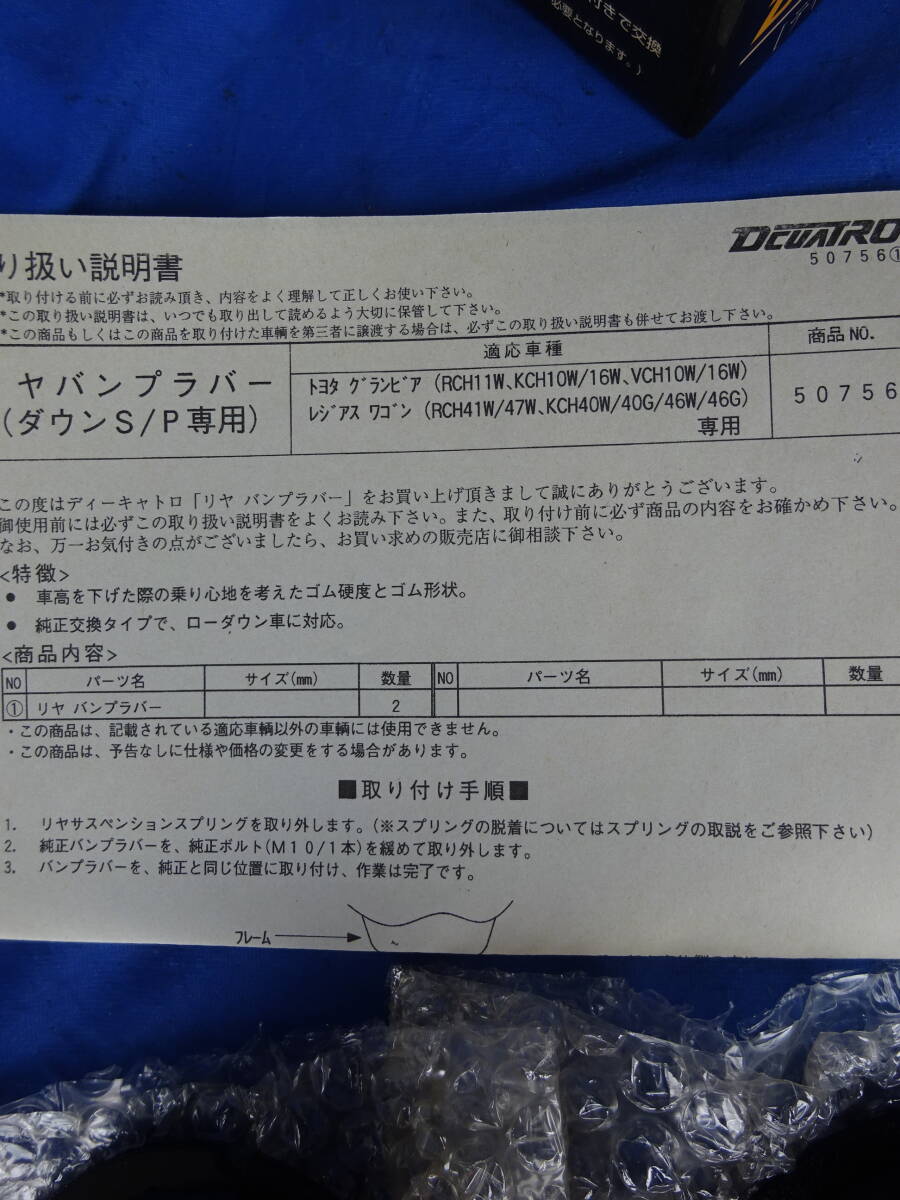 付きで交換
必要となります。)
DCUATRO
50756①
り扱い説明書
*取り付ける前に必ずお読み頂き、内容をよく理解して正しくお使い下さい。
*この取り扱い説明書は、いつでも取り出して読めるよう大切に保管して下さい。
*この商品もしくはこの商品を取り付けた車輌を第三者に譲渡する場合は、必ずこの取り扱い説明書も併せてお渡し下さい。
ヤバンプラバー
(ダウンS/P専用)
適応車種
トヨタ グランビア (RCH11W、KCH10W/16W、VCH10W/16W)
レジアス ワゴン (RCH41W/47W、KCH40W/40G/46W/46G)
専用
商品NO.
50756
この度はディーキャトロ「リヤ バンプラバー」をお買い上げ頂きまして誠にありがとうございます。
御使用前には必ずこの取り扱い説明書をよくお読み下さい。また、取り付け前に必ず商品の内容をお確かめ下さい。
なお、万一お気付きの点がございましたら、お買い求めの販売店に御相談下さい。
<特徴>
● 車高を下げた際の乗り心地を考えたゴム硬度とゴム形状。
● 純正交換タイプで、ローダウン車に対応。
<商品内容>
NO パーツ名 サイズ(mm) 数量 NO パーツ名 サイズ(mm) 数量
① リヤ バンプラバー 2
・この商品は、記載されている適応車輌以外の車輌には使用できません。
・この商品は、予告なしに仕様や価格の変更をする場合があります。
■取り付け手順■
1. リヤサスペンションスプリングを取り外します。(※スプリングの脱着についてはスプリングの取説をご参照下さい)
2. 純正バンプラバーを、純正ボルト(M10/1本)を緩めて取り外します。
3. バンプラバーを、純正と同じ位置に取り付け、作業は完了です。
フレーム